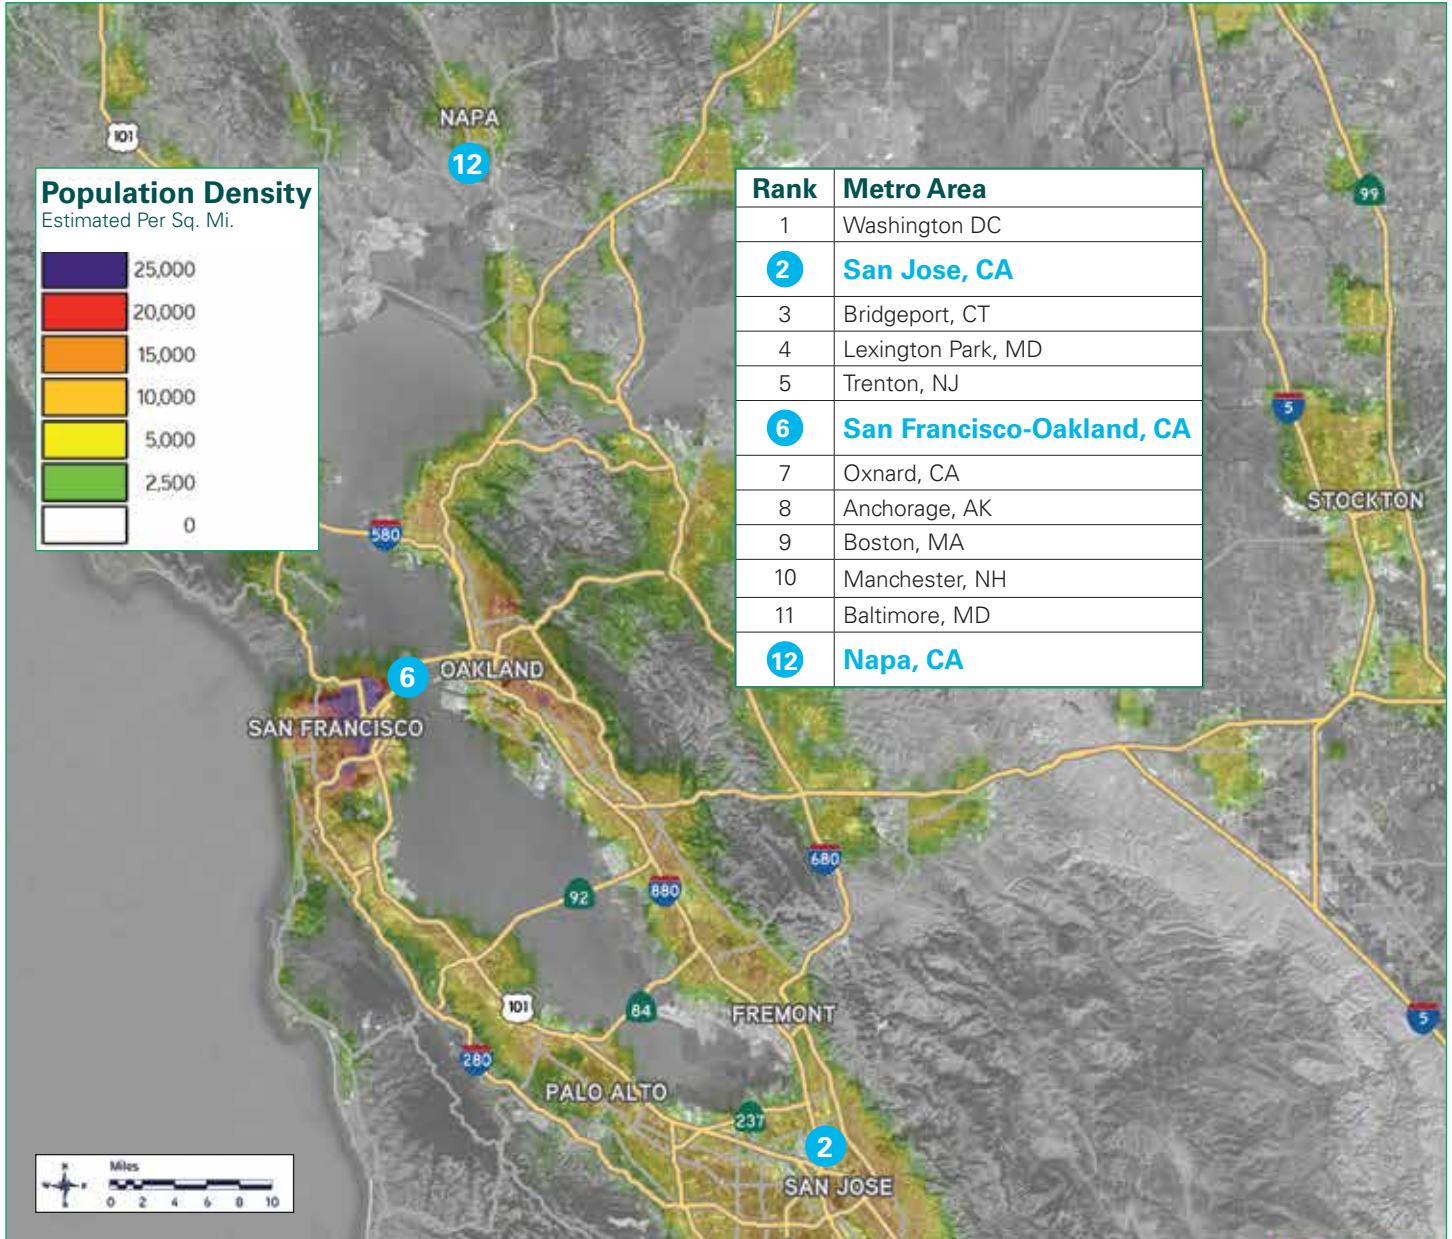 NAPA
12
101
Population Density
Estimated Per Sq. Mi.
25,000
20,000
15,000
10,000
5,000
2,500
0
Rank Metro Area
1 Washington DC
2 San Jose, CA
3 Bridgeport, CT
4 Lexington Park, MD
5 Trenton, NJ
6 San Francisco-Oakland, CA
7 Oxnard, CA
8 Anchorage, AK
9 Boston, MA
10 Manchester, NH
11 Baltimore, MD
12 Napa, CA
99
5
STOCKTON
580
6
OAKLAND
SAN FRANCISCO
680
92
880
101
84
FREMONT
5
280
PALO ALTO
237
2
SAN JOSE
Miles
0 2 4 6 8 10